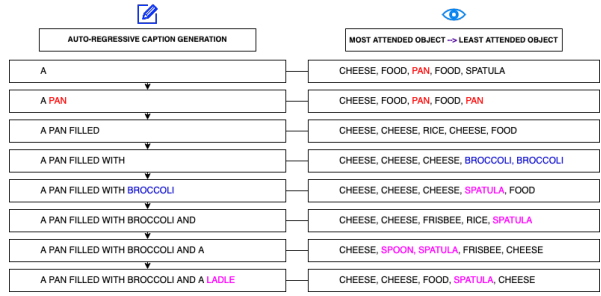 AUTO-REGRESSIVE CAPTION GENERATION
MOST ATTENDED OBJECT --> LEAST ATTENDED OBJECT
A
CHEESE, FOOD, PAN, FOOD, SPATULA
A PAN
CHEESE, FOOD, PAN, FOOD, PAN
A PAN FILLED
CHEESE, CHEESE, RICE, CHEESE, FOOD
A PAN FILLED WITH
CHEESE, CHEESE, CHEESE, BROCCOLI, BROCCOLI
A PAN FILLED WITH BROCCOLI
CHEESE, CHEESE, CHEESE, SPATULA, FOOD
A PAN FILLED WITH BROCCOLI AND
CHEESE, CHEESE, FRISBEE, RICE, SPATULA
A PAN FILLED WITH BROCCOLI AND A
CHEESE, SPOON, SPATULA, FRISBEE, CHEESE
A PAN FILLED WITH BROCCOLI AND A LADLE
CHEESE, CHEESE, FOOD, SPATULA, CHEESE